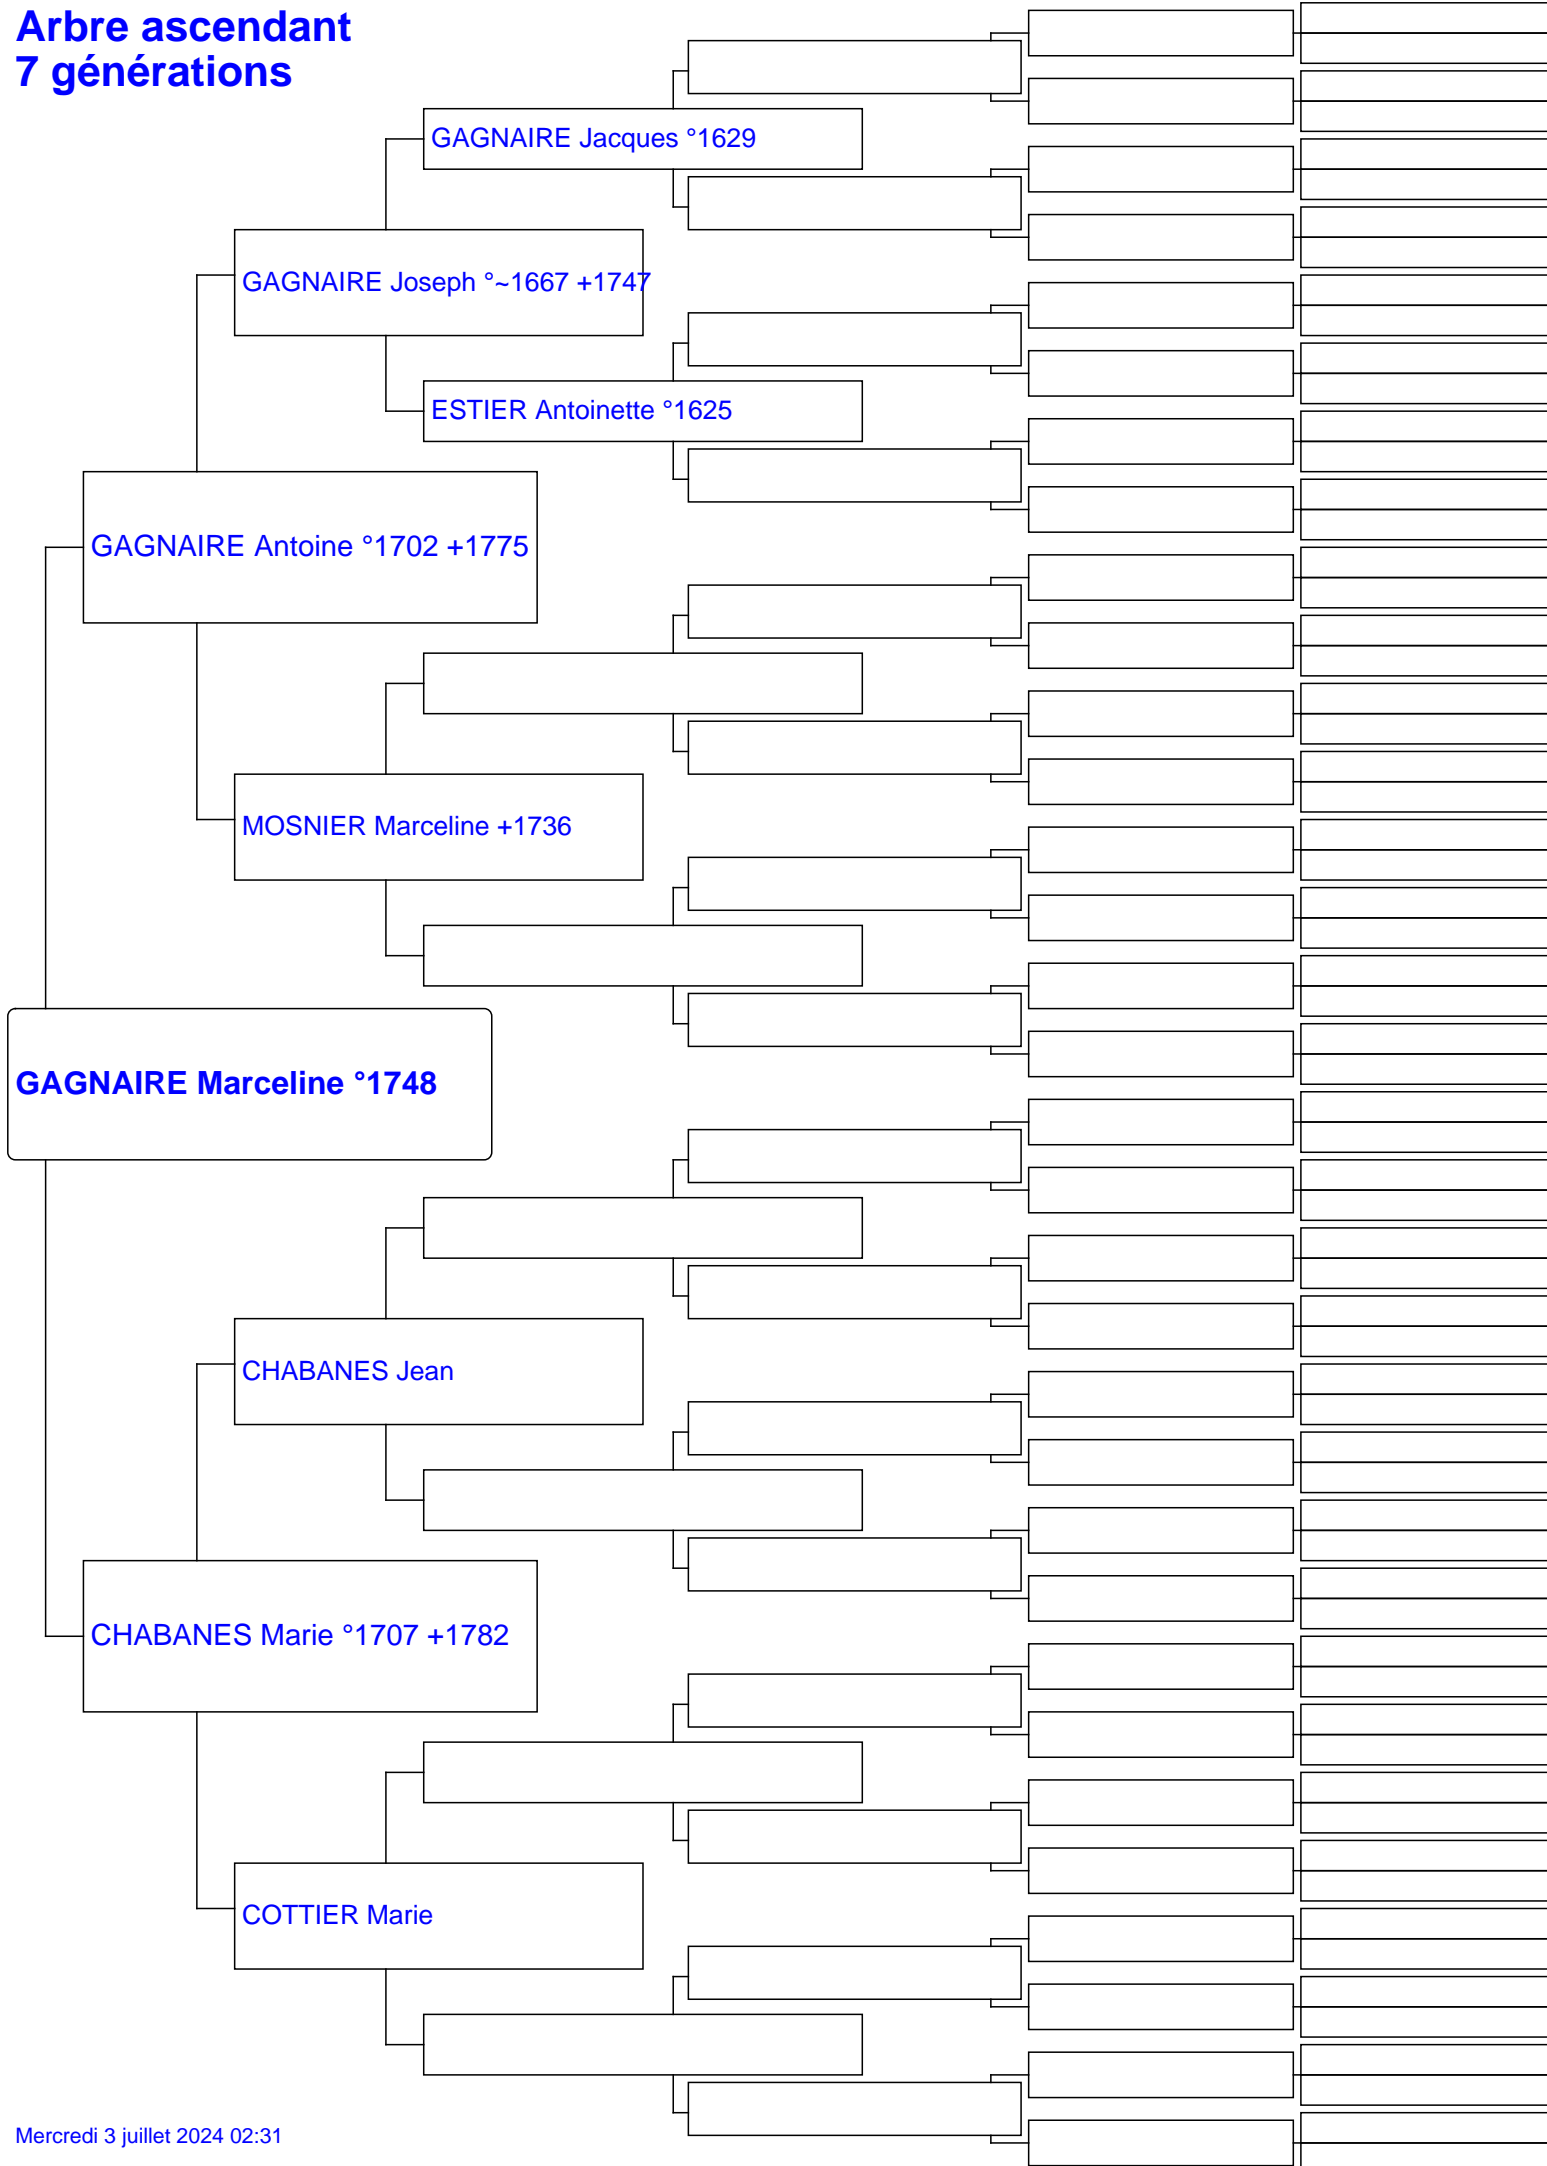 Arbre ascendant
7 générations
GAGNAIRE Jacques °1629
GAGNAIRE Joseph °~1667 +1747
ESTIER Antoinette °1625
GAGNAIRE Antoine °1702 +1775
MOSNIER Marceline +1736
GAGNAIRE Marceline °1748
CHABANES Jean
CHABANES Marie °1707 +1782
COTTIER Marie
Mercredi 3 juillet 2024 02:31